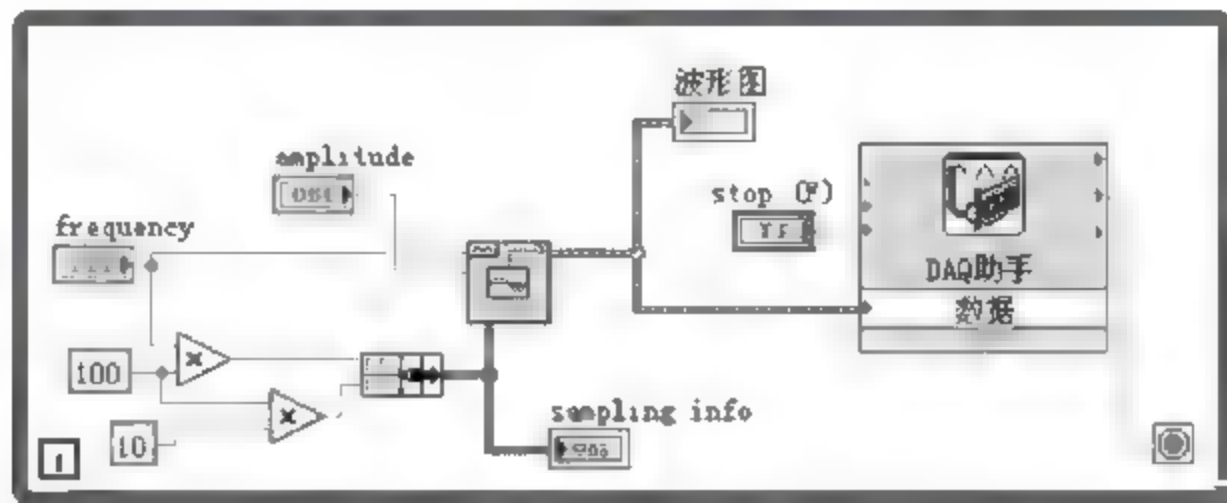 波形图
amplitude
stop (F)
frequency
DAQ助手
数据
100
sampling info
10